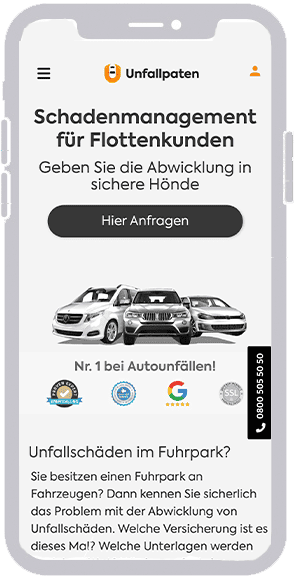 Unfallpaten
Schadenmanagement
für Flottenkunden
Geben Sie die Abwicklung in
sichere Hönde
Hier Anfragen
Nr. 1 bei Autounfällen!
0800 505 50 50
SSL
Unfallschäden im Fuhrpark?
Sie besitzen einen Fuhrpark an
Fahrzeugen? Dann kennen Sie sicherlich
das Problem mit der Abwicklung von
Unfallschäden. Welche Versicherung ist es
dieses Mal? Welche Unterlagen werden